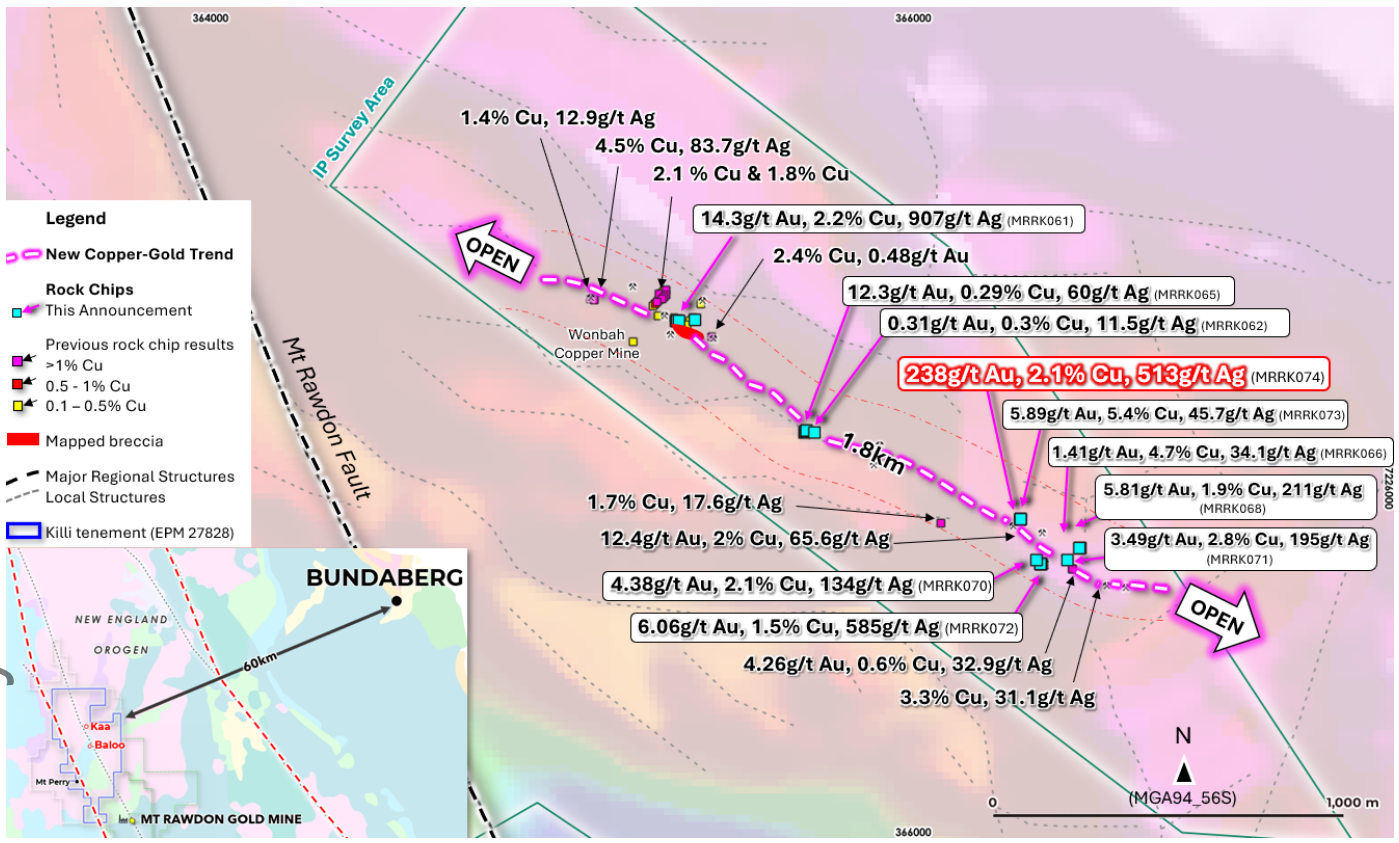 364000
366000
IP Survey Area
1.4% Cu, 12.9g/t Ag
4.5% Cu, 83.7g/t Ag
2.1 % Cu & 1.8% Cu
14.3g/t Au, 2.2% Cu, 907g/t Ag (MRRK061)
2.4% Cu, 0.48g/t Au
OPEN
12.3g/t Au, 0.29% Cu, 60g/t Ag (MRRK065)
0.31g/t Au, 0.3% Cu, 11.5g/t Ag (MRRK062)
Wonbah
Copper Mine
238g/t Au, 2.1% Cu, 513g/t Ag (MRRK074)
5.89g/t Au, 5.4% Cu, 45.7g/t Ag (MRRK073)
1.8km
1.41g/t Au, 4.7% Cu, 34.1g/t Ag (MRRK066)
5.81g/t Au, 1.9% Cu, 211g/t Ag
(MRRK068)
1.7% Cu, 17.6g/t Ag
12.4g/t Au, 2% Cu, 65.6g/t Ag
3.49g/t Au, 2.8% Cu, 195g/t Ag
(MRRK071)
4.38g/t Au, 2.1% Cu, 134g/t Ag (MRRK070)
6.06g/t Au, 1.5% Cu, 585g/t Ag (MRRK072)
OPEN
4.26g/t Au, 0.6% Cu, 32.9g/t Ag
3.3% Cu, 31.1g/t Ag
Mt Rawdon Fault
Legend
New Copper-Gold Trend
Rock Chips
This Announcement
Previous rock chip results
>1% Cu
0.5 - 1% Cu
0.1 – 0.5% Cu
Mapped breccia
Major Regional Structures
Local Structures
Killi tenement (EPM 27828)
BUNDABERG
NEW ENGLAND
OROGEN
60km
Kaa
Baloo
Mt Perry
MT RAWDON GOLD MINE
N
(MGA94_56S)
0
1,000 m
366000